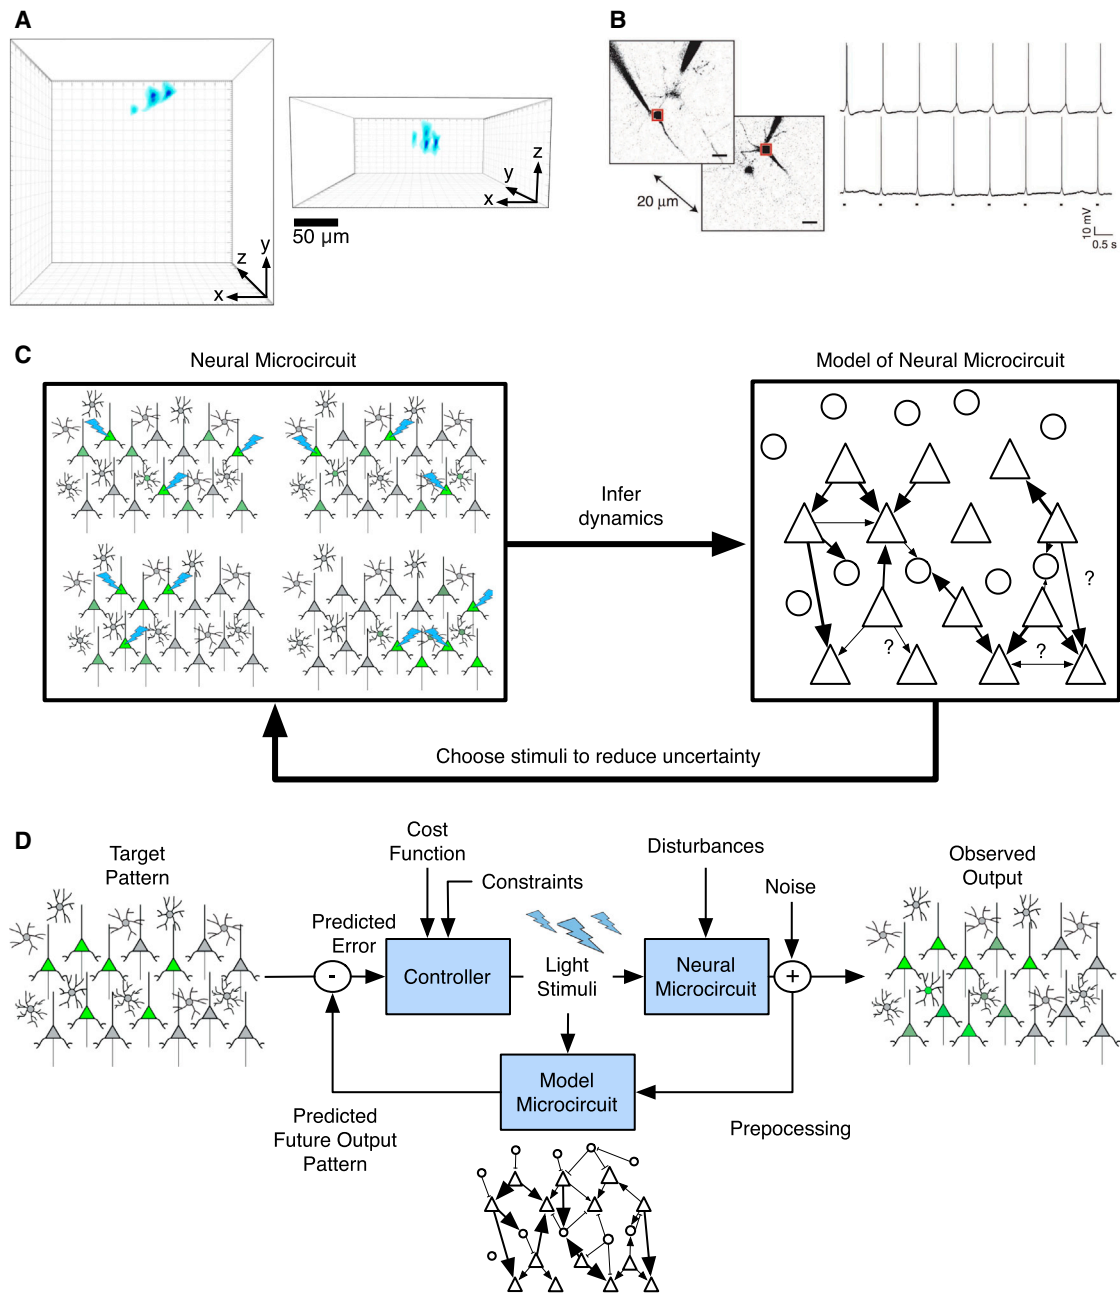 A
z
y
x
50 μm
z
y
x
B
20 μm
10 mV
0.5 s
C
Neural Microcircuit
Model of Neural Microcircuit
Infer
dynamics
?
?
?
Choose stimuli to reduce uncertainty
D
Target
Pattern
Cost
Function
Constraints
Disturbances
Noise
Observed
Output
Predicted
Error
-
Controller
Light
Stimuli
Neural
Microcircuit
+
Model
Microcircuit
Predicted
Future Output
Pattern
Prepocessing